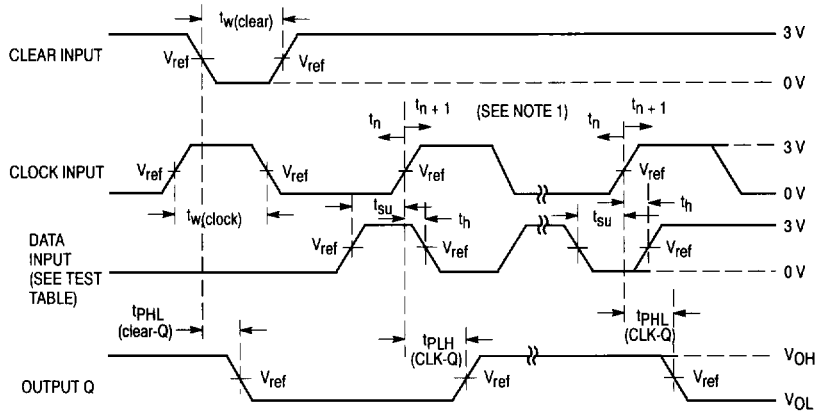 tw(clear)
CLEAR INPUT
Vref
Vref
3 V
0 V
tn
tn + 1
(SEE NOTE 1)
tn
tn + 1
CLOCK INPUT
Vref
Vref
Vref
Vref
3 V
0 V
tw(clock)
tsu
th
tsu
th
DATA
INPUT
(SEE TEST
TABLE)
Vref
Vref
Vref
Vref
3 V
0 V
tPHL
(clear-Q)
tPLH
(CLK-Q)
tPHL
(CLK-Q)
OUTPUT Q
Vref
Vref
Vref
VOH
VOL